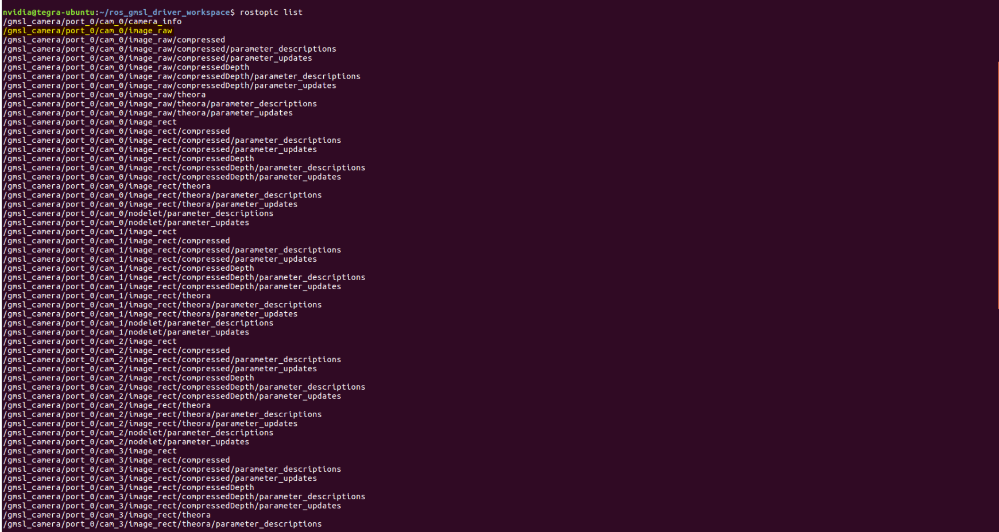 nvidia@tegra-ubuntu:~/ros_gmsl_driver_workspace$ rostopic list
/gmsl_camera/port_0/cam_0/camera_info
/gmsl_camera/port_0/cam_0/image_raw
/gmsl_camera/port_0/cam_0/image_raw/compressed
/gmsl_camera/port_0/cam_0/image_raw/compressed/parameter_descriptions
/gmsl_camera/port_0/cam_0/image_raw/compressed/parameter_updates
/gmsl_camera/port_0/cam_0/image_raw/compressedDepth
/gmsl_camera/port_0/cam_0/image_raw/compressedDepth/parameter_descriptions
/gmsl_camera/port_0/cam_0/image_raw/compressedDepth/parameter_updates
/gmsl_camera/port_0/cam_0/image_raw/theora
/gmsl_camera/port_0/cam_0/image_raw/theora/parameter_descriptions
/gmsl_camera/port_0/cam_0/image_raw/theora/parameter_updates
/gmsl_camera/port_0/cam_0/image_rect
/gmsl_camera/port_0/cam_0/image_rect/compressed
/gmsl_camera/port_0/cam_0/image_rect/compressed/parameter_descriptions
/gmsl_camera/port_0/cam_0/image_rect/compressed/parameter_updates
/gmsl_camera/port_0/cam_0/image_rect/compressedDepth
/gmsl_camera/port_0/cam_0/image_rect/compressedDepth/parameter_descriptions
/gmsl_camera/port_0/cam_0/image_rect/compressedDepth/parameter_updates
/gmsl_camera/port_0/cam_0/image_rect/theora
/gmsl_camera/port_0/cam_0/image_rect/theora/parameter_descriptions
/gmsl_camera/port_0/cam_0/image_rect/theora/parameter_updates
/gmsl_camera/port_0/cam_0/nodelet/parameter_descriptions
/gmsl_camera/port_0/cam_0/nodelet/parameter_updates
/gmsl_camera/port_0/cam_1/image_rect
/gmsl_camera/port_0/cam_1/image_rect/compressed
/gmsl_camera/port_0/cam_1/image_rect/compressed/parameter_descriptions
/gmsl_camera/port_0/cam_1/image_rect/compressed/parameter_updates
/gmsl_camera/port_0/cam_1/image_rect/compressedDepth
/gmsl_camera/port_0/cam_1/image_rect/compressedDepth/parameter_descriptions
/gmsl_camera/port_0/cam_1/image_rect/compressedDepth/parameter_updates
/gmsl_camera/port_0/cam_1/image_rect/theora
/gmsl_camera/port_0/cam_1/image_rect/theora/parameter_descriptions
/gmsl_camera/port_0/cam_1/image_rect/theora/parameter_updates
/gmsl_camera/port_0/cam_1/nodelet/parameter_descriptions
/gmsl_camera/port_0/cam_1/nodelet/parameter_updates
/gmsl_camera/port_0/cam_2/image_rect
/gmsl_camera/port_0/cam_2/image_rect/compressed
/gmsl_camera/port_0/cam_2/image_rect/compressed/parameter_descriptions
/gmsl_camera/port_0/cam_2/image_rect/compressed/parameter_updates
/gmsl_camera/port_0/cam_2/image_rect/compressedDepth
/gmsl_camera/port_0/cam_2/image_rect/compressedDepth/parameter_descriptions
/gmsl_camera/port_0/cam_2/image_rect/compressedDepth/parameter_updates
/gmsl_camera/port_0/cam_2/image_rect/theora
/gmsl_camera/port_0/cam_2/image_rect/theora/parameter_descriptions
/gmsl_camera/port_0/cam_2/image_rect/theora/parameter_updates
/gmsl_camera/port_0/cam_2/nodelet/parameter_descriptions
/gmsl_camera/port_0/cam_2/nodelet/parameter_updates
/gmsl_camera/port_0/cam_3/image_rect
/gmsl_camera/port_0/cam_3/image_rect/compressed
/gmsl_camera/port_0/cam_3/image_rect/compressed/parameter_descriptions
/gmsl_camera/port_0/cam_3/image_rect/compressed/parameter_updates
/gmsl_camera/port_0/cam_3/image_rect/compressedDepth
/gmsl_camera/port_0/cam_3/image_rect/compressedDepth/parameter_descriptions
/gmsl_camera/port_0/cam_3/image_rect/compressedDepth/parameter_updates
/gmsl_camera/port_0/cam_3/image_rect/theora
/gmsl_camera/port_0/cam_3/image_rect/theora/parameter_descriptions